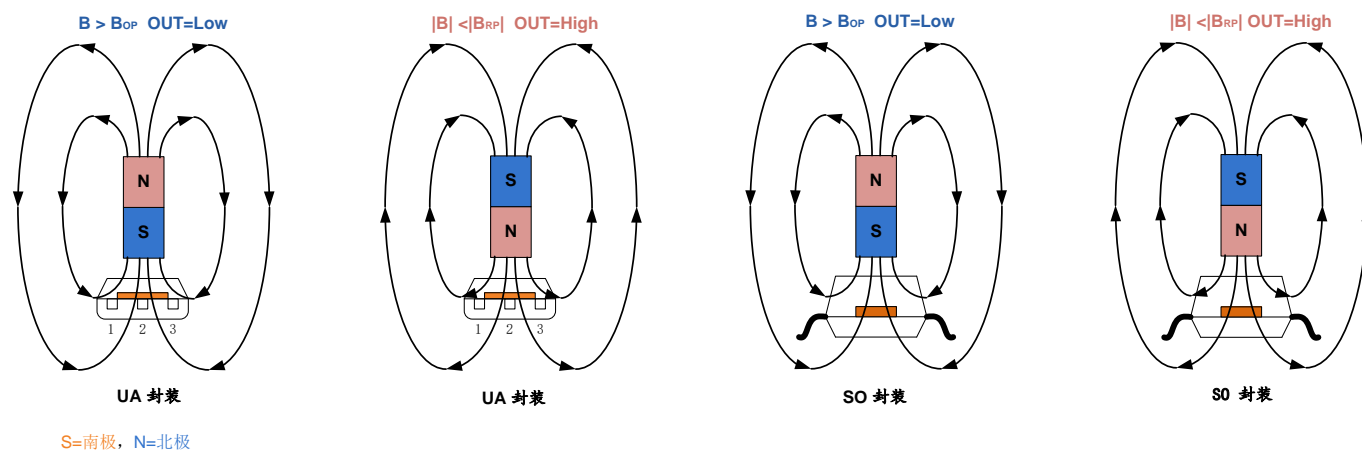 B > BOP OUT=Low
|B| <|BRP| OUT=High
B > BOP OUT=Low
|B| <|BRP| OUT=High
N
S
S
N
N
S
S
N
1 2 3
1 2 3
UA 封装
UA 封装
SO 封装
SO 封装
S=南极，N=北极